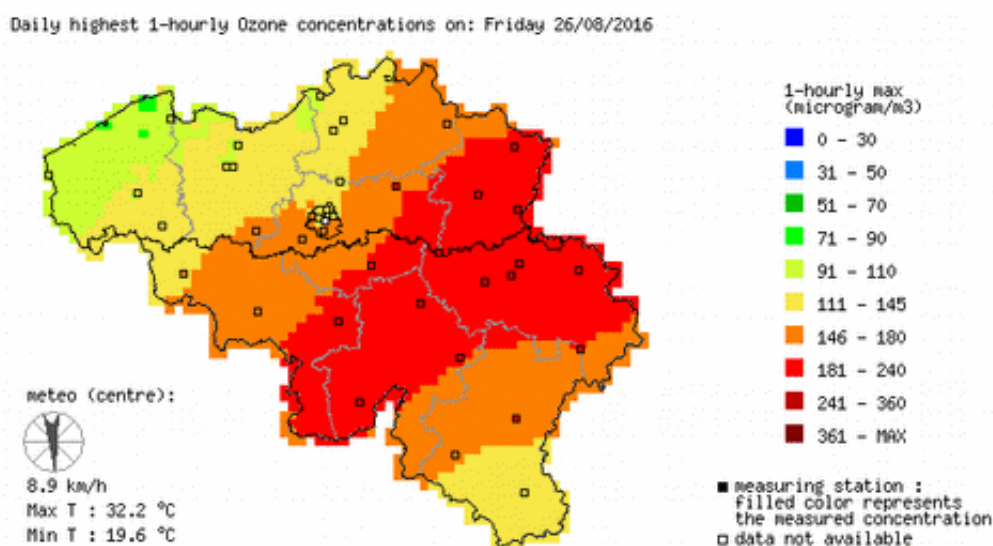 Daily highest 1-hourly Ozone concentrations on: Friday 26/08/2016
1-hourly max
(microgram/m3)
0 - 30
31 - 50
51 - 70
71 - 90
91 - 110
111 - 145
146 - 180
181 - 240
241 - 360
361 - MAX
meteo (centre):
8.9 km/h
Max T : 32.2 °C
Min T : 19.6 °C
measuring station :
filled color represents
the measured concentration
data not available